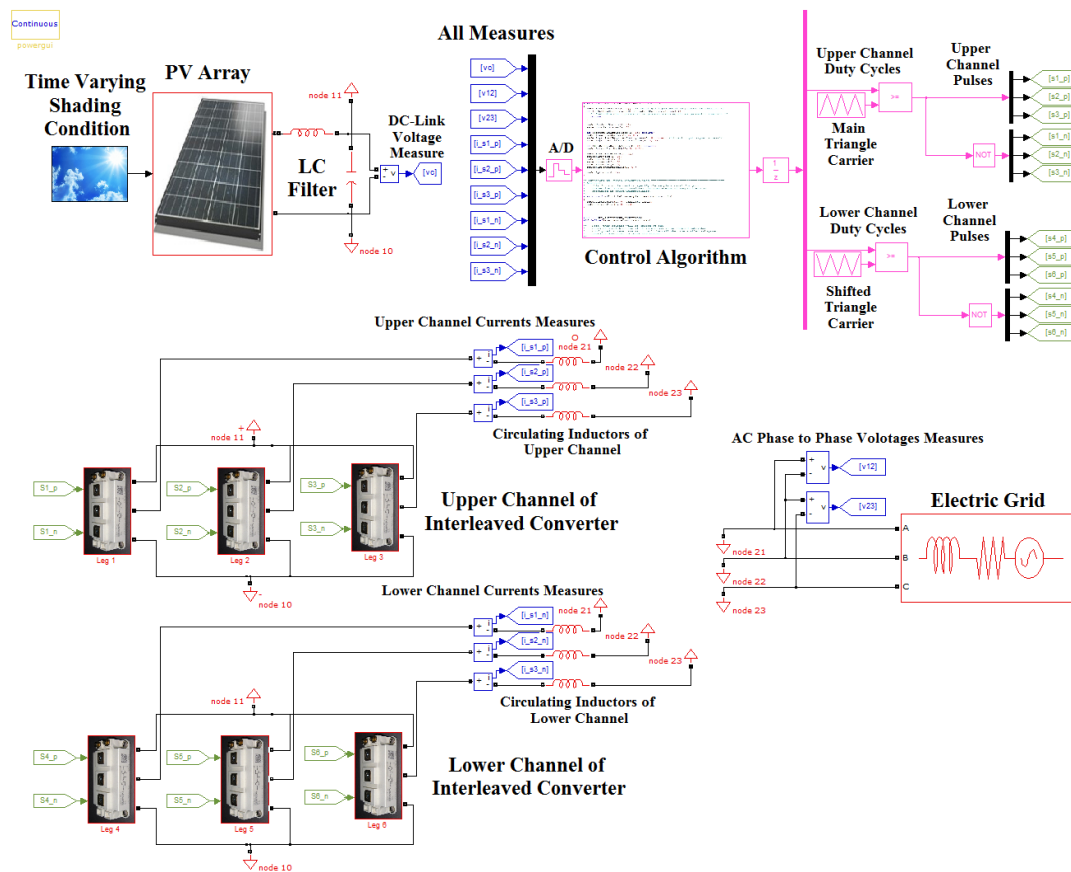 Continuous
powergui
Time Varying
Shading
Condition
PV Array
node 11
LC
Filter
DC-Link
Voltage
Measure
+
-
v
[vc]
node 10
All Measures
[vc]
[v12]
[v23]
[i_s1_p]
[i_s2_p]
[i_s3_p]
[i_s1_n]
[i_s2_n]
[i_s3_n]
A/D
Control Algorithm
1
z
Upper Channel
Duty Cycles
>=
Main
Triangle
Carrier
Upper
Channel
Pulses
NOT
[s1_p]
[s2_p]
[s3_p]
[s1_n]
[s2_n]
[s3_n]
Lower Channel
Duty Cycles
>=
Shifted
Triangle
Carrier
Lower
Channel
Pulses
NOT
[s4_p]
[s5_p]
[s6_p]
[s4_n]
[s5_n]
[s6_n]
Upper Channel Currents Measures
+ i -
[i_s1_p]
node 21
+ i -
[i_s2_p]
node 22
+ i -
[i_s3_p]
node 23
Circulating Inductors of
Upper Channel
+
node 11
S1_p
S1_n
Leg 1
S2_p
S2_n
Leg 2
S3_p
S3_n
Leg 3
-
node 10
Upper Channel of
Interleaved Converter
AC Phase to Phase Volotages Measures
+
-
v
[v12]
+
-
v
[v23]
Electric Grid
A
B
C
node 21
node 22
node 23
Lower Channel Currents Measures
+ i -
[i_s1_n]
node 21
+ i -
[i_s2_n]
node 22
+ i -
[i_s3_n]
node 23
Circulating Inductors of
Lower Channel
node 11
S4_p
S4_n
Leg 4
S5_p
S5_n
Leg 5
S6_p
S6_n
Leg 6
node 10
Lower Channel of
Interleaved Converter